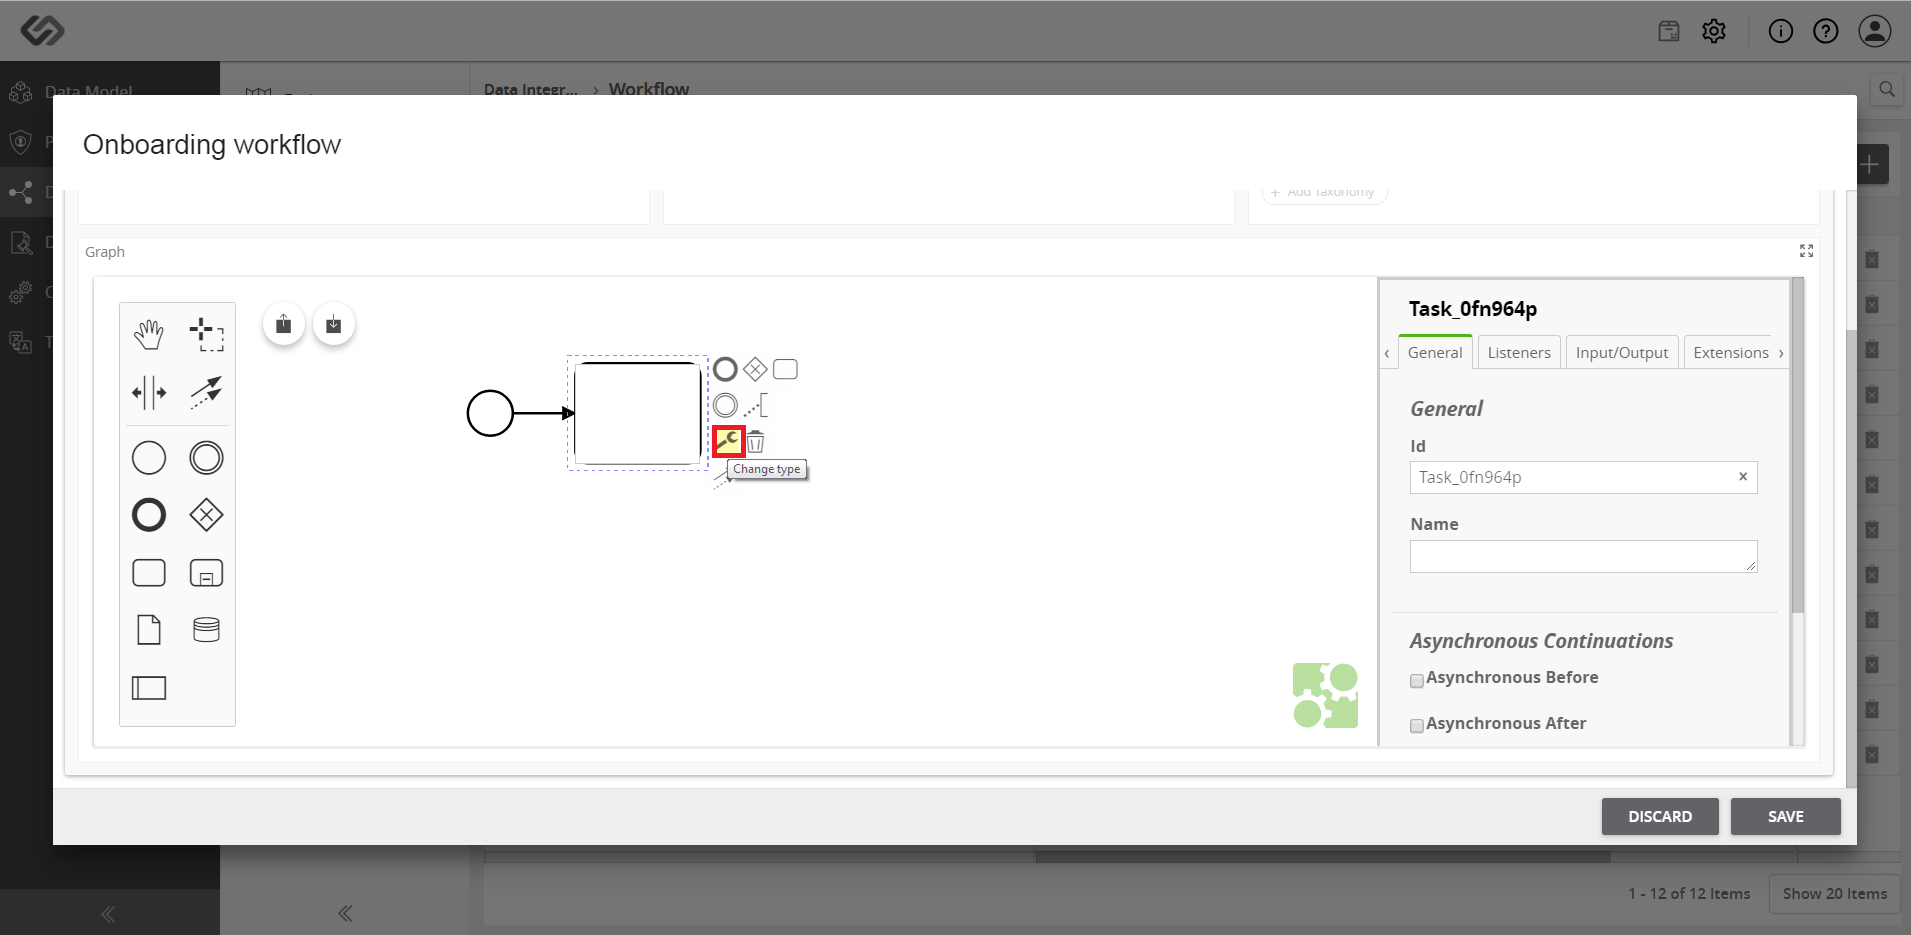 Data Model
Data Integr... › Workflow
Onboarding workflow
+ Add Taxonomy
Graph
Change type
Task_0fn964p
‹ General Listeners Input/Output Extensions ›
General
Id
Task_0fn964p ×
Name
Asynchronous Continuations
Asynchronous Before
Asynchronous After
DISCARD SAVE
1 - 12 of 12 Items Show 20 Items